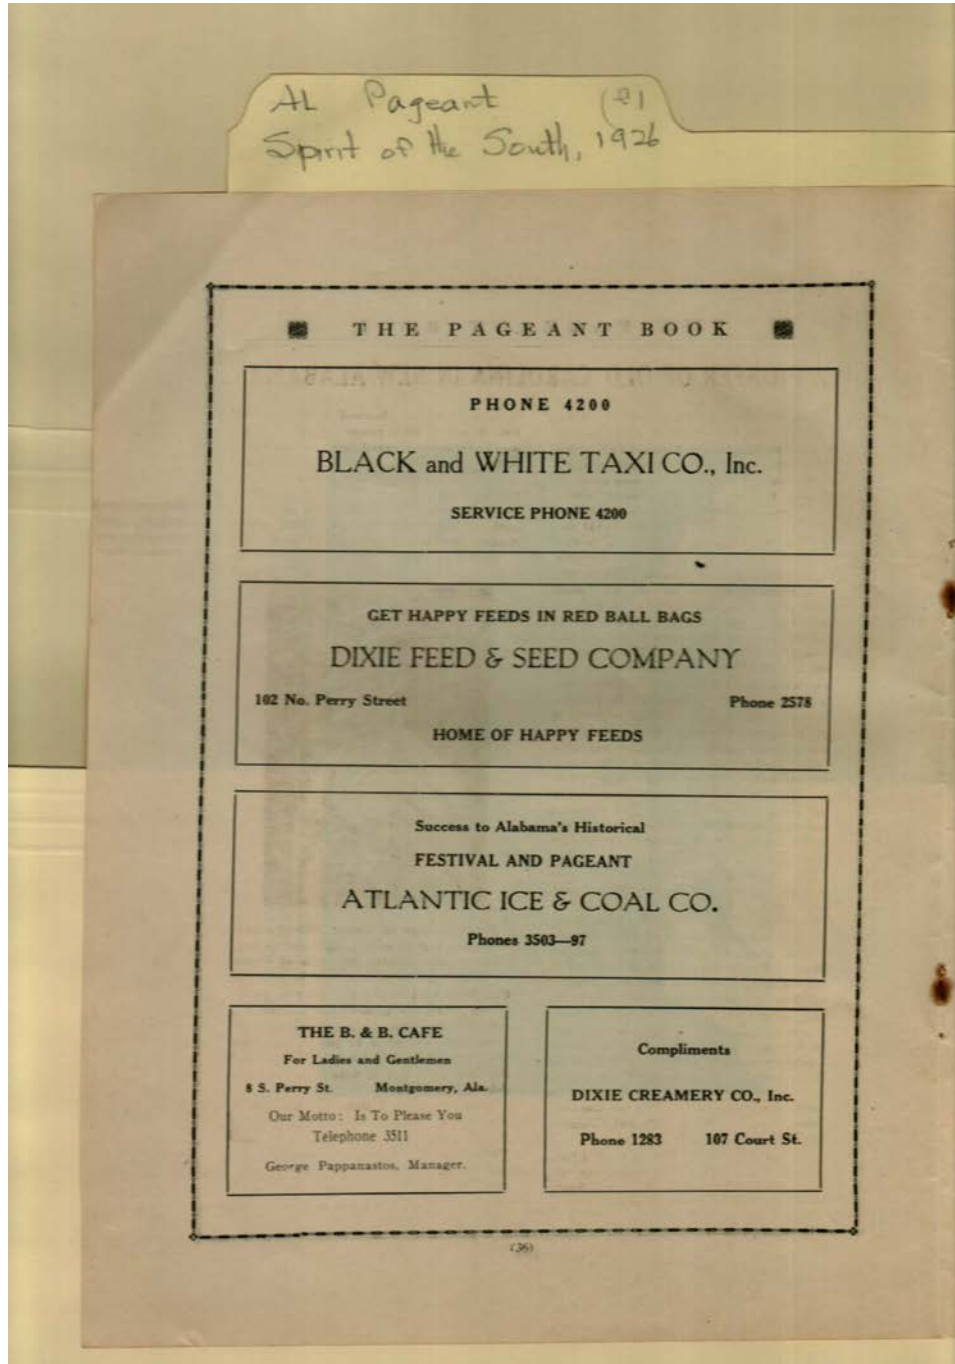 AL Pageant
Spirit of the South, 1926
THE PAGEANT BOOK
PHONE 4200
BLACK and WHITE TAXI CO., Inc.
SERVICE PHONE 4200
GET HAPPY FEEDS IN RED BALL BAGS
DIXIE FEED & SEED COMPANY
102 No. Perry Street Phone 2578
HOME OF HAPPY FEEDS
Success to Alabama's Historical
FESTIVAL AND PAGEANT
ATLANTIC ICE & COAL CO.
Phones 3503—97
THE B. & B. CAFE
For Ladies and Gentlemen
8 S. Perry St. Montgomery, Ala.
Our Motto: Is To Please You
Telephone 3511
George Pappanastos, Manager.
Compliments
DIXIE CREAMERY CO., Inc.
Phone 1283 107 Court St.
(36)